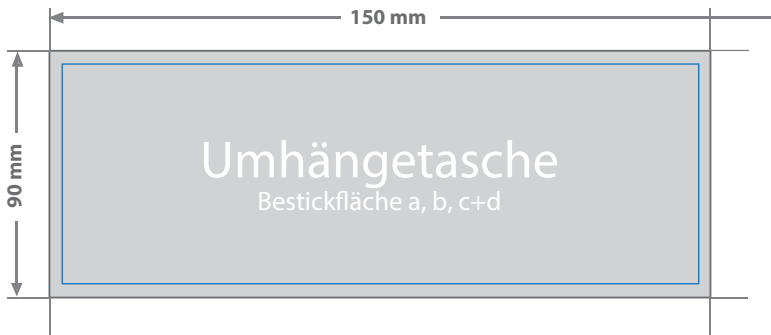 150 mm
90 mm
Umhängetasche
Bestickfläche a, b, c+d